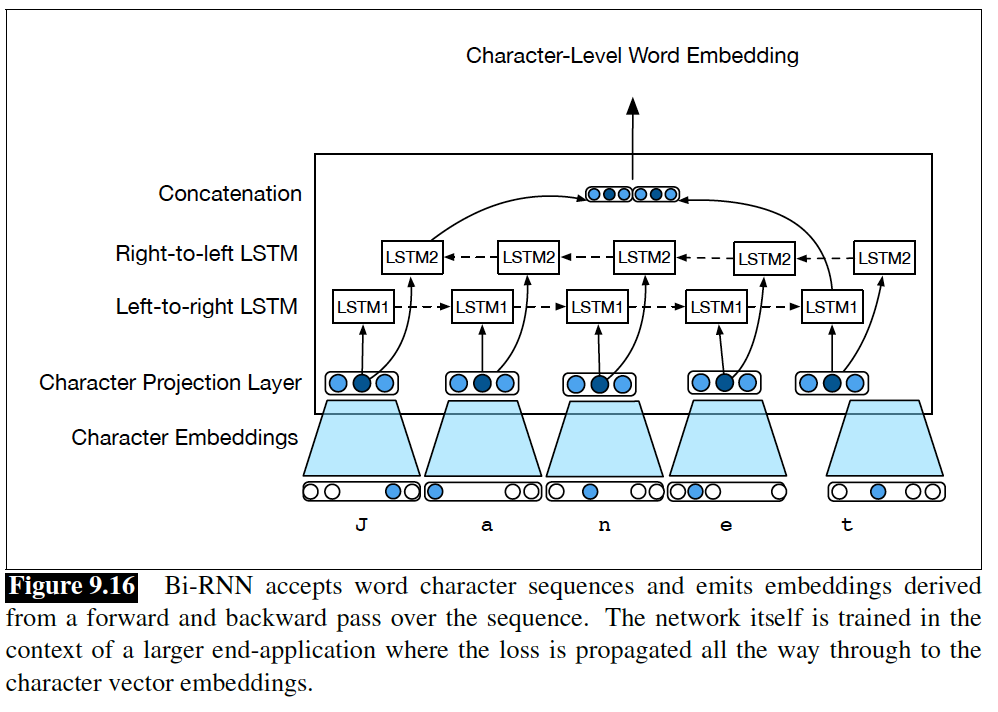 Character-Level Word Embedding
Concatenation
Right-to-left LSTM
LSTM2 LSTM2 LSTM2 LSTM2 LSTM2
Left-to-right LSTM
LSTM1 LSTM1 LSTM1 LSTM1 LSTM1
Character Projection Layer
Character Embeddings
J a n e t
Figure 9.16 Bi-RNN accepts word character sequences and emits embeddings derived
from a forward and backward pass over the sequence. The network itself is trained in the
context of a larger end-application where the loss is propagated all the way through to the
character vector embeddings.